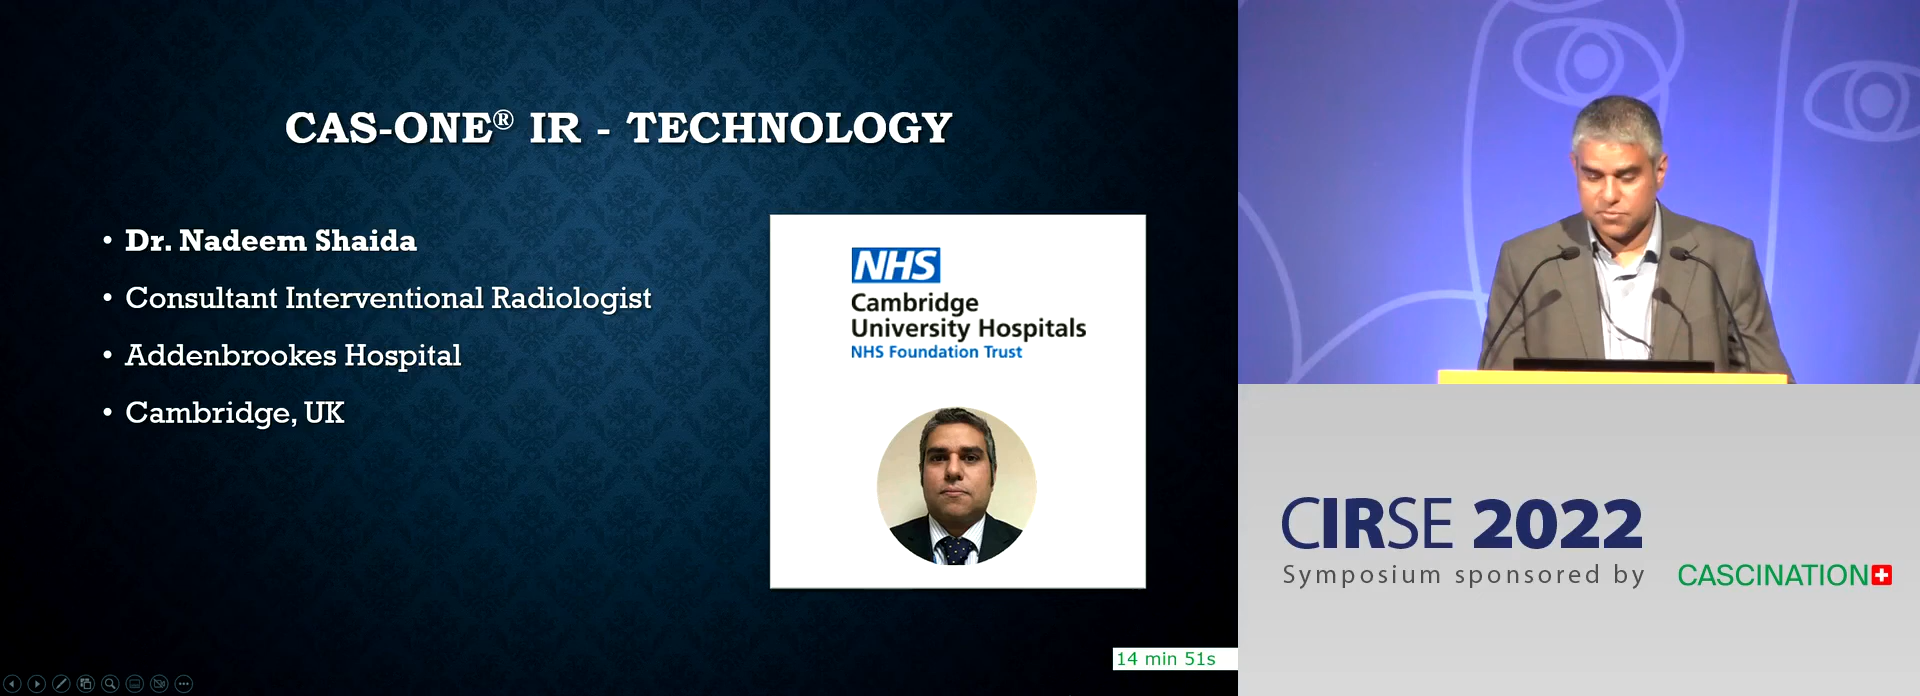 CAS-ONE® IR - TECHNOLOGY
• Dr. Nadeem Shaida
• Consultant Interventional Radiologist
• Addenbrookes Hospital
• Cambridge, UK
NHS
Cambridge
University Hospitals
NHS Foundation Trust
14 min 51s
CIRSE 2022
Symposium sponsored by CASCINATION